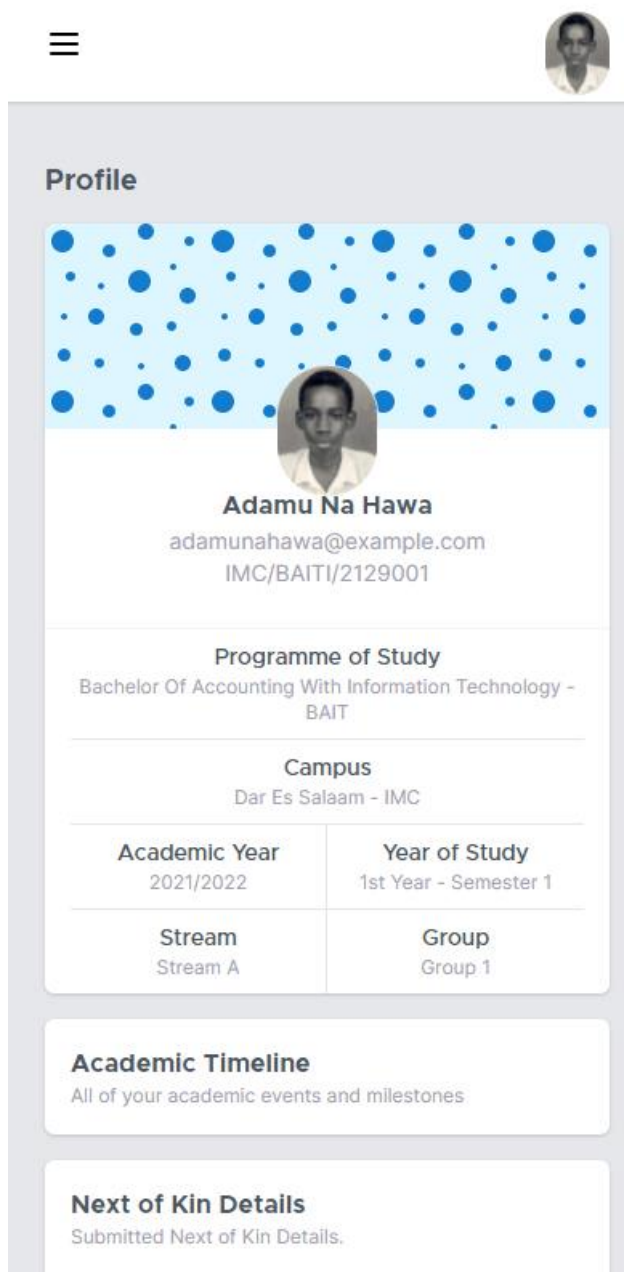 Profile
Adamu Na Hawa
adamunahawa@example.com
IMC/BAITI/2129001
Programme of Study
Bachelor Of Accounting With Information Technology -
BAIT
Campus
Dar Es Salaam - IMC
Academic Year
2021/2022
Year of Study
1st Year - Semester 1
Stream
Stream A
Group
Group 1
Academic Timeline
All of your academic events and milestones
Next of Kin Details
Submitted Next of Kin Details.